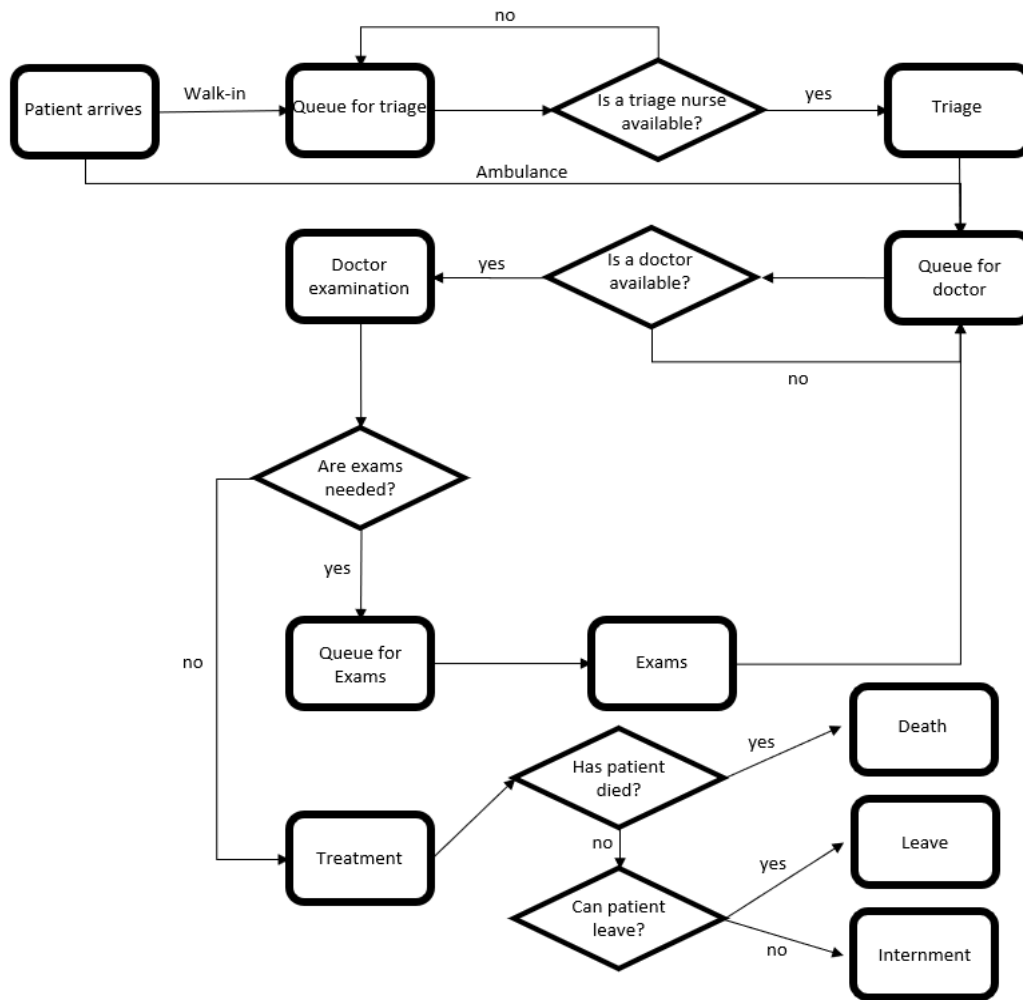 no
Patient arrives
Walk-in
Queue for triage
Is a triage nurse
available?
yes
Triage
Ambulance
Doctor
examination
yes
Is a doctor
available?
Queue for
doctor
no
Are exams
needed?
yes
no
Queue for
Exams
Exams
Has patient
died?
yes
Death
Treatment
no
Can patient
leave?
yes
Leave
no
Internment